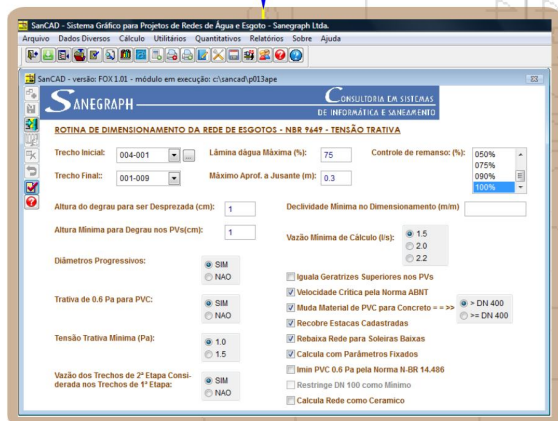 SanCAD - Sistema Gráfico para Projetos de Redes de Água e Esgoto - Sanegraph Ltda.
Arquivo Dados Diversos Cálculo Utilitários Quantitativos Relatórios Sobre Ajuda
SanCAD - versão: FOX 1.01 - módulo em execução: c:\sancad\p013ape
SANEGRAPH
CONSULTORIA EM SISTEMAS
DE INFORMÁTICA E SANEAMENTO
ROTINA DE DIMENSIONAMENTO DA REDE DE ESGOTOS - NBR 9649 - TENSÃO TRATIVA
Trecho Inicial: 004-001 ... Lâmina dágua Máxima (%): 75 Controle de remanso: (%): 050%
075%
090%
100%
Trecho Final:: 001-009 Máximo Aprof. a Jusante (m): 0.3
Altura do degrau para ser Desprezada (cm): 1 Declividade Mínima no Dimensionamento (m/m)
Altura Mínima para Degrau nos PVs(cm): 1 Vazão Mínima de Cálculo (l/s): 1.5
2.0
2.2
Diâmetros Progressivos: SIM
NAO
Trativa de 0.6 Pa para PVC: SIM
NAO
Tensão Trativa Mínima (Pa): 1.0
1.5
Vazão dos Trechos de 2ª Etapa Consi-
derada nos Trechos de 1ª Etapa: SIM
NAO
Iguala Geratrizes Superiores nos PVs
Velocidade Crítica pela Norma ABNT
Muda Material de PVC para Concreto = = >> > DN 400
>= DN 400
Recobre Estacas Cadastradas
Rebaixa Rede para Soleiras Baixas
Calcula com Parâmetros Fixados
Imin PVC 0.6 Pa pela Norma N-BR 14.486
Restringe DN 100 como Mínimo
Calcula Rede como Ceramico